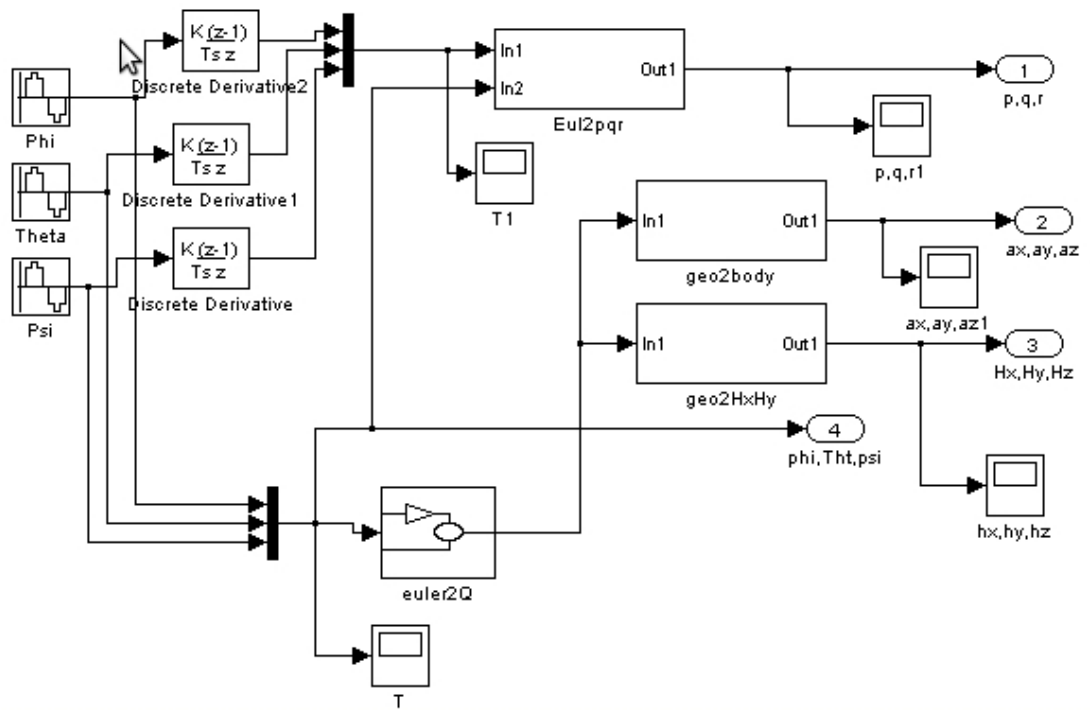 K (z-1)
Ts z
Discrete Derivative2
Phi
K (z-1)
Ts z
Discrete Derivative1
Theta
K (z-1)
Ts z
Discrete Derivative
Psi
In1
In2
Out1
Eul2pqr
1
p,q,r
p,q,r1
T1
In1
Out1
geo2body
2
ax,ay,az
ax,ay,az1
In1
Out1
geo2HxHy
3
Hx,Hy,Hz
4
phi,Tht,psi
hx,hy,hz
euler2Q
T